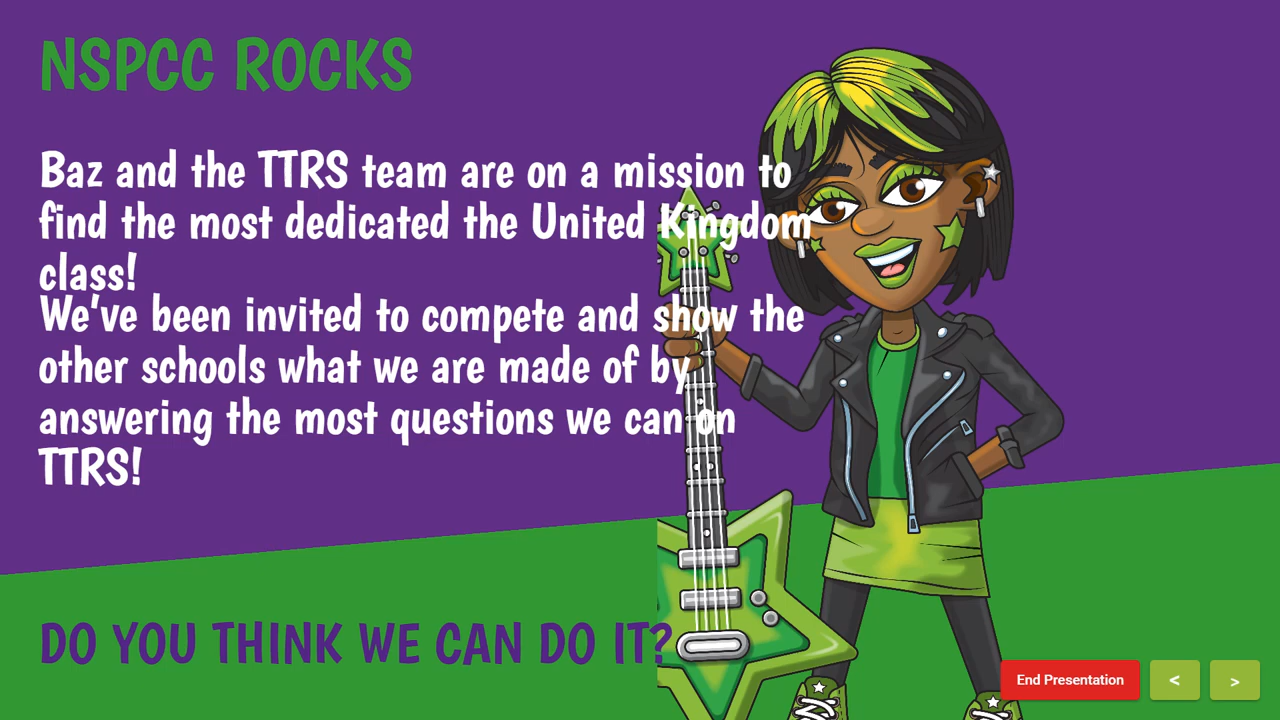 NSPCC ROCKS
Baz and the TTRS team are on a mission to
find the most dedicated the United Kingdom
class!
We've been invited to compete and show the
other schools what we are made of by
answering the most questions we can on
TTRS!
DO YOU THINK WE CAN DO IT?
End Presentation
<
>